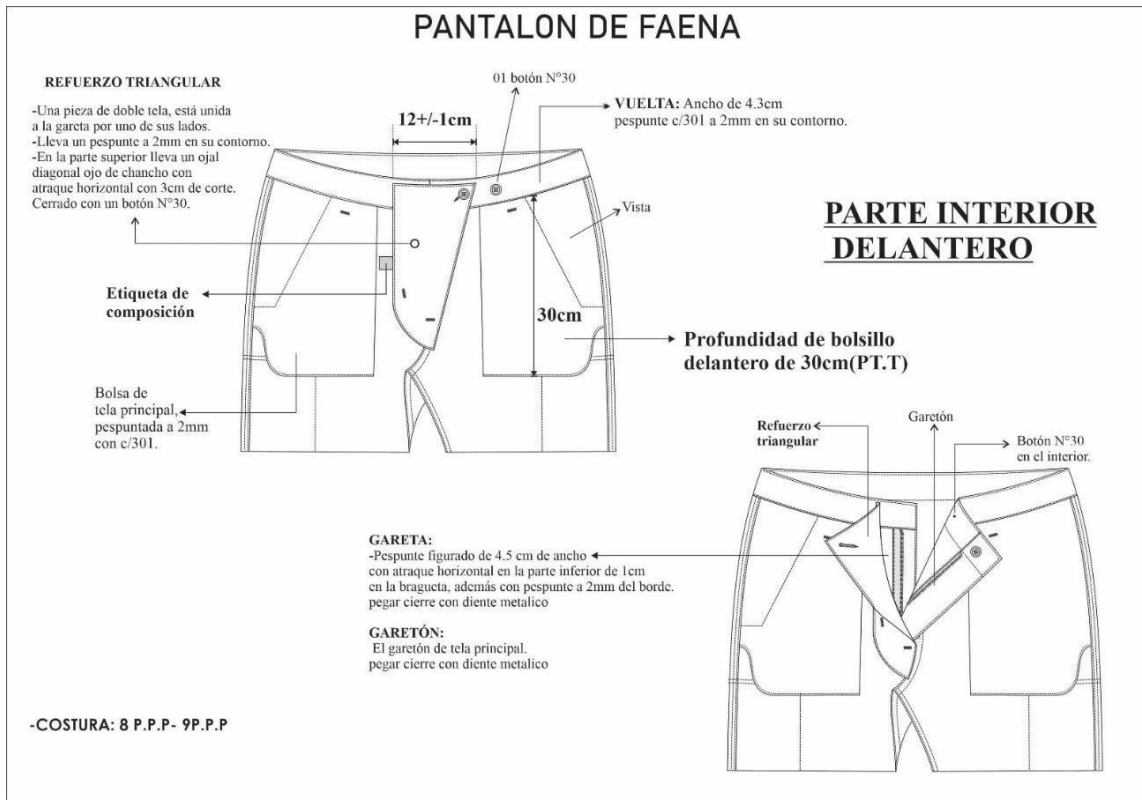 PANTALON DE FAENA
REFUERZO TRIANGULAR
-Una pieza de doble tela, está unida
a la gareta por uno de sus lados.
-Lleva un pespunte a 2mm en su contorno.
-En la parte superior lleva un ojal
diagonal ojo de chancho con
atraque horizontal con 3cm de corte.
Cerrado con un botón N°30.
12+/-1cm
01 botón N°30
VUELTA: Ancho de 4.3cm
pespunte c/301 a 2mm en su contorno.
Vista
PARTE INTERIOR
DELANTERO
Etiqueta de
composición
30cm
Profundidad de bolsillo
delantero de 30cm(PT.T)
Bolsa de
tela principal,
pespuntada a 2mm
con c/301.
Refuerzo
triangular
Garetón
Botón N°30
en el interior.
GARETA:
-Pespunte figurado de 4.5 cm de ancho
con atraque horizontal en la parte inferior de 1cm
en la bragueta, además con pespunte a 2mm del borde.
pegar cierre con diente metalico
GARETÓN:
El garetón de tela principal.
pegar cierre con diente metalico
-COSTURA: 8 P.P.P- 9P.P.P